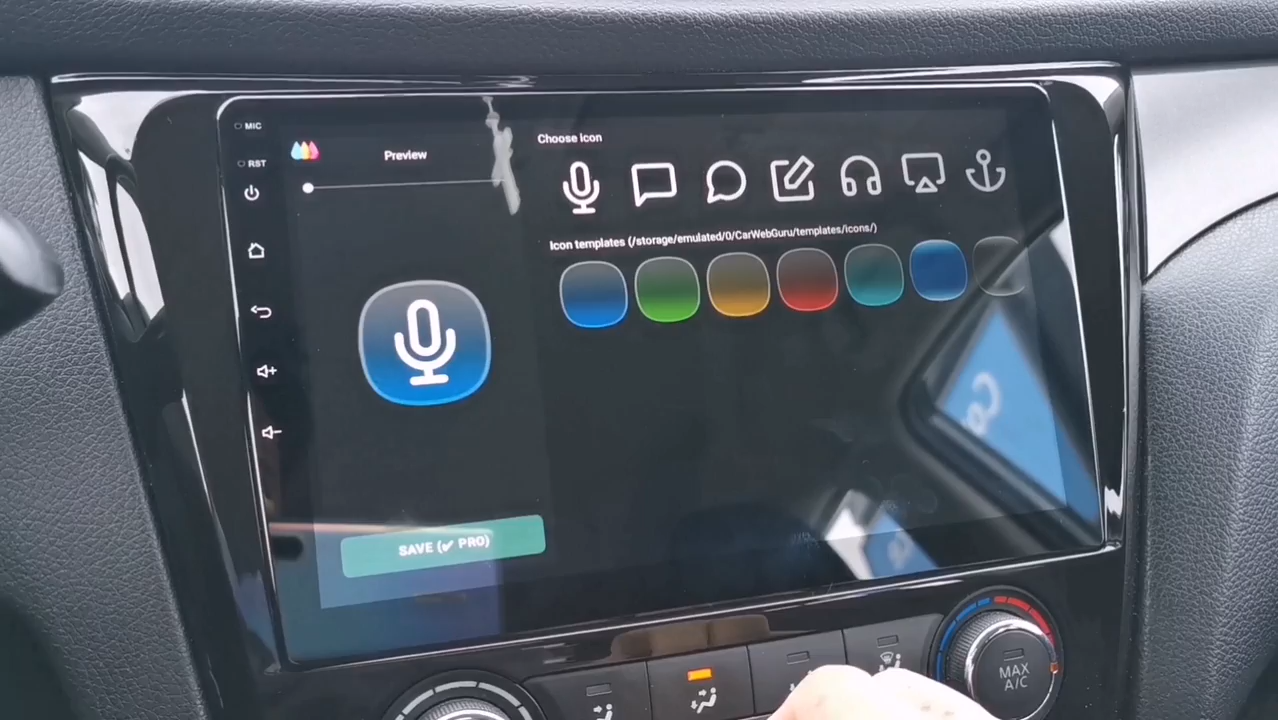 MIC
Choose icon
Preview
RST
Icon templates (/storage/emulated/0/CarWebGuru/templates/icons/)
SAVE (✔ PRO)
MAX
A/C